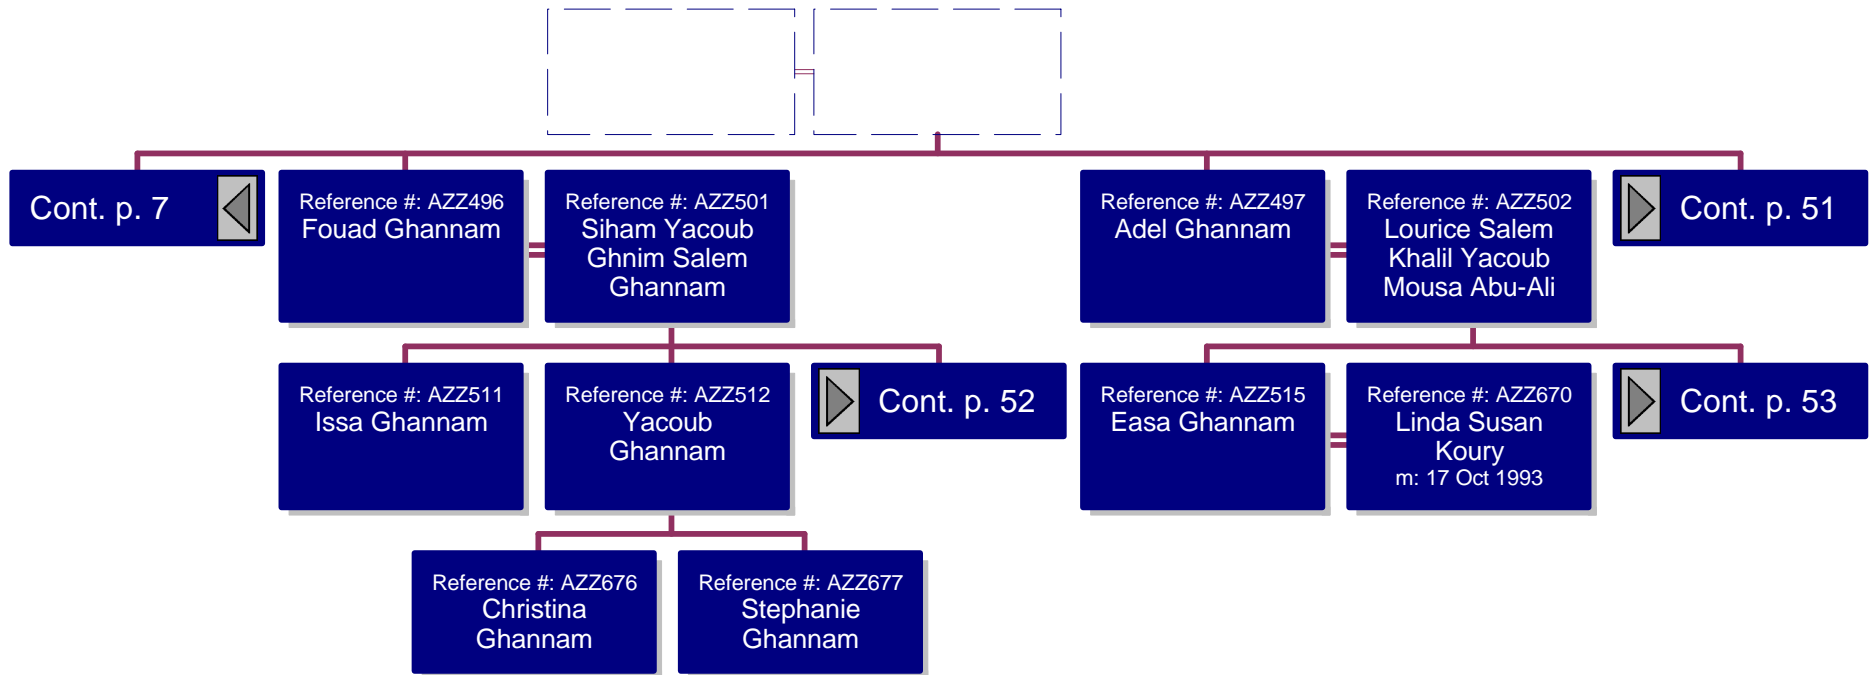 Cont. p. 7
Reference #: AZZ496
Fouad Ghannam
Reference #: AZZ501
Siham Yacoub
Ghnim Salem
Ghannam
Reference #: AZZ497
Adel Ghannam
Reference #: AZZ502
Lourice Salem
Khalil Yacoub
Mousa Abu-Ali
Cont. p. 51
Reference #: AZZ511
Issa Ghannam
Reference #: AZZ512
Yacoub
Ghannam
Cont. p. 52
Reference #: AZZ515
Easa Ghannam
Reference #: AZZ670
Linda Susan
Koury
m: 17 Oct 1993
Cont. p. 53
Reference #: AZZ676
Christina
Ghannam
Reference #: AZZ677
Stephanie
Ghannam